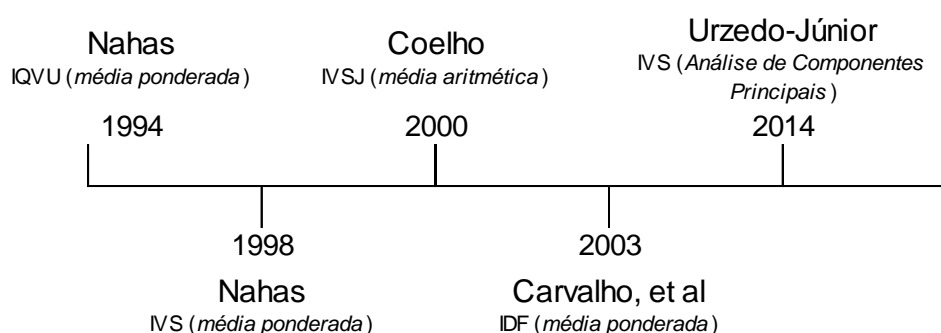 Nahas
IQVU (média ponderada)
1994
Coelho
IVSJ (média aritmética)
2000
Urzedo-Júnior
IVS (Análise de Componentes
Principais)
2014
1998
Nahas
IVS (média ponderada)
2003
Carvalho, et al
IDF (média ponderada)